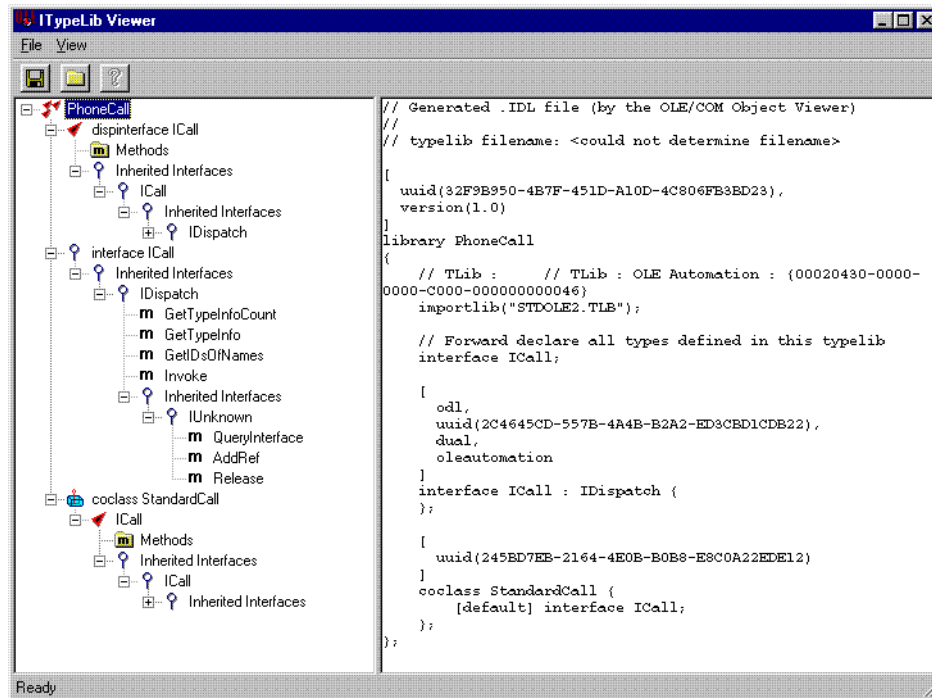 ITypeLib Viewer
File View
PhoneCall
dispinterface ICall
m Methods
Inherited Interfaces
ICall
Inherited Interfaces
IDispatch
interface ICall
Inherited Interfaces
IDispatch
m GetTypeInfoCount
m GetTypeInfo
m GetIDsOfNames
m Invoke
Inherited Interfaces
IUnknown
m QueryInterface
m AddRef
m Release
coclass StandardCall
ICall
m Methods
Inherited Interfaces
ICall
Inherited Interfaces
// Generated .IDL file (by the OLE/COM Object Viewer)
//
// typelib filename: <could not determine filename>
[
uuid(32F9B950-4B7F-451D-A10D-4C806FB3BD23),
version(1.0)
]
library PhoneCall
{
// TLib : // TLib : OLE Automation : {00020430-0000-
0000-C000-000000000046}
importlib("STDOLE2.TLB");
// Forward declare all types defined in this typelib
interface ICall;
[
odl,
uuid(2C4645CD-557B-4A4B-B2A2-ED3CBD1CDB22),
dual,
oleautomation
]
interface ICall : IDispatch {
};
[
uuid(245BD7EB-2164-4E0B-B0B8-E8C0A22EDE12)
]
coclass StandardCall {
[default] interface ICall;
};
};
Ready